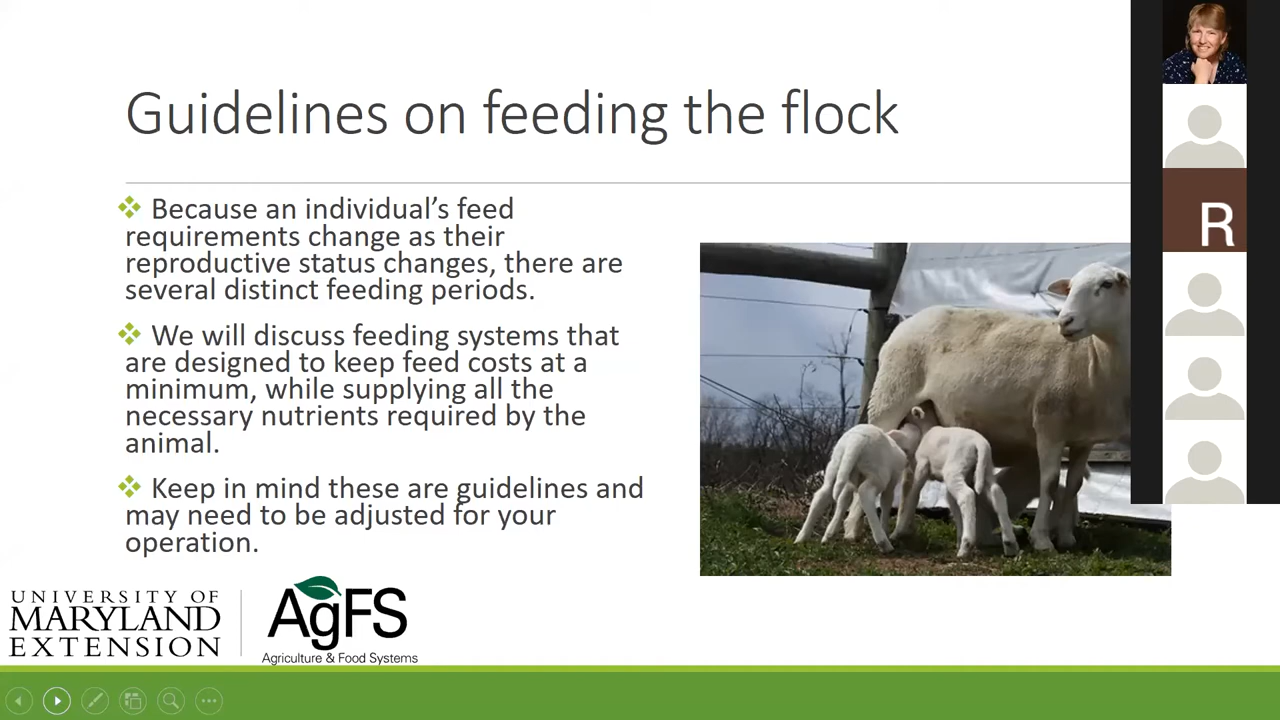 Guidelines on feeding the flock
Because an individual’s feed
requirements change as their
reproductive status changes, there are
several distinct feeding periods.
We will discuss feeding systems that
are designed to keep feed costs at a
minimum, while supplying all the
necessary nutrients required by the
animal.
Keep in mind these are guidelines and
may need to be adjusted for your
operation.
UNIVERSITY OF
MARYLAND
EXTENSION
AgFS
Agriculture & Food Systems
R